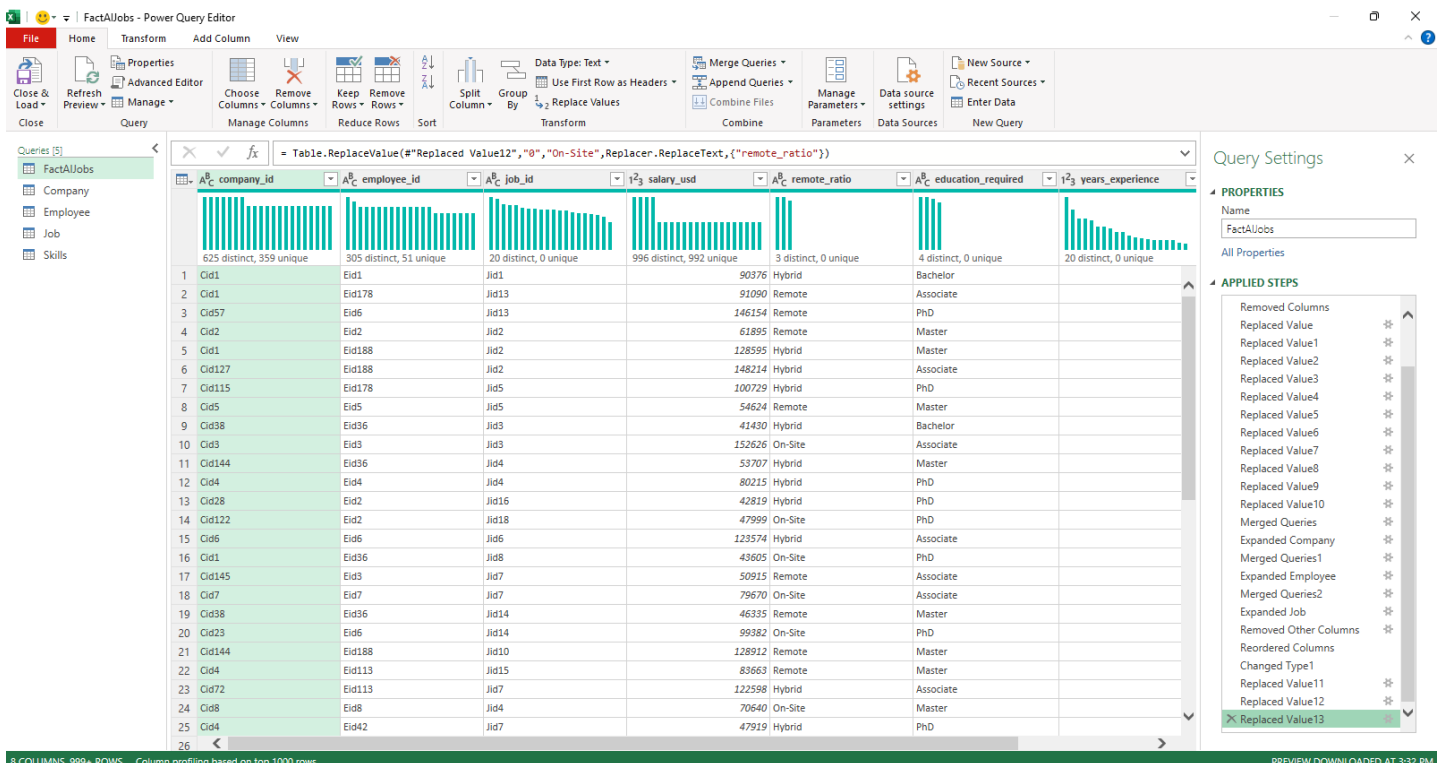 FactAIJobs - Power Query Editor
File Home Transform Add Column View
Close & Load
Close
Refresh Preview
Properties
Advanced Editor
Manage
Query
Choose Columns
Remove Columns
Manage Columns
Keep Rows
Remove Rows
Reduce Rows
Sort
Split Column
Group By
Data Type: Text
Use First Row as Headers
Replace Values
Transform
Merge Queries
Append Queries
Combine Files
Combine
Manage Parameters
Parameters
Data source settings
Data Sources
New Source
Recent Sources
Enter Data
New Query
Queries [5]
FactAIJobs
Company
Employee
Job
Skills
= Table.ReplaceValue(#"Replaced Value12","0","On-Site",Replacer.ReplaceText,{"remote_ratio"})
company_id employee_id job_id salary_usd remote_ratio education_required years_experience
625 distinct, 359 unique 305 distinct, 51 unique 20 distinct, 0 unique 996 distinct, 992 unique 3 distinct, 0 unique 4 distinct, 0 unique 20 distinct, 0 unique
1 Cid1 Eid1 Jid1 90376 Hybrid Bachelor
2 Cid1 Eid178 Jid13 91090 Remote Associate
3 Cid57 Eid6 Jid13 146154 Remote PhD
4 Cid2 Eid2 Jid2 61895 Remote Master
5 Cid1 Eid188 Jid2 128595 Hybrid Master
6 Cid127 Eid188 Jid2 148214 Hybrid Associate
7 Cid115 Eid178 Jid5 100729 Hybrid PhD
8 Cid5 Eid5 Jid5 54624 Remote Master
9 Cid38 Eid36 Jid3 41430 Hybrid Bachelor
10 Cid3 Eid3 Jid3 152626 On-Site Associate
11 Cid144 Eid36 Jid4 53707 Hybrid Master
12 Cid4 Eid4 Jid4 80215 Hybrid PhD
13 Cid28 Eid2 Jid16 42819 Hybrid PhD
14 Cid122 Eid2 Jid18 47999 On-Site PhD
15 Cid6 Eid6 Jid6 123574 Hybrid Associate
16 Cid1 Eid36 Jid8 43605 On-Site PhD
17 Cid145 Eid3 Jid7 50915 Remote Associate
18 Cid7 Eid7 Jid7 79670 On-Site Associate
19 Cid38 Eid36 Jid14 46335 Remote Master
20 Cid23 Eid6 Jid14 99382 On-Site PhD
21 Cid144 Eid188 Jid10 128912 Remote Master
22 Cid4 Eid113 Jid15 83663 Remote Master
23 Cid72 Eid113 Jid7 122598 Hybrid Associate
24 Cid8 Eid8 Jid4 70640 On-Site Master
25 Cid4 Eid42 Jid7 47919 Hybrid PhD
26
Query Settings
PROPERTIES
Name
FactAIJobs
All Properties
APPLIED STEPS
Removed Columns
Replaced Value
Replaced Value1
Replaced Value2
Replaced Value3
Replaced Value4
Replaced Value5
Replaced Value6
Replaced Value7
Replaced Value8
Replaced Value9
Replaced Value10
Merged Queries
Expanded Company
Merged Queries1
Expanded Employee
Merged Queries2
Expanded Job
Removed Other Columns
Reordered Columns
Changed Type1
Replaced Value11
Replaced Value12
Replaced Value13
8 COLUMNS, 999+ ROWS Column profiling based on top 1000 rows PREVIEW DOWNLOADED AT 3:32 PM